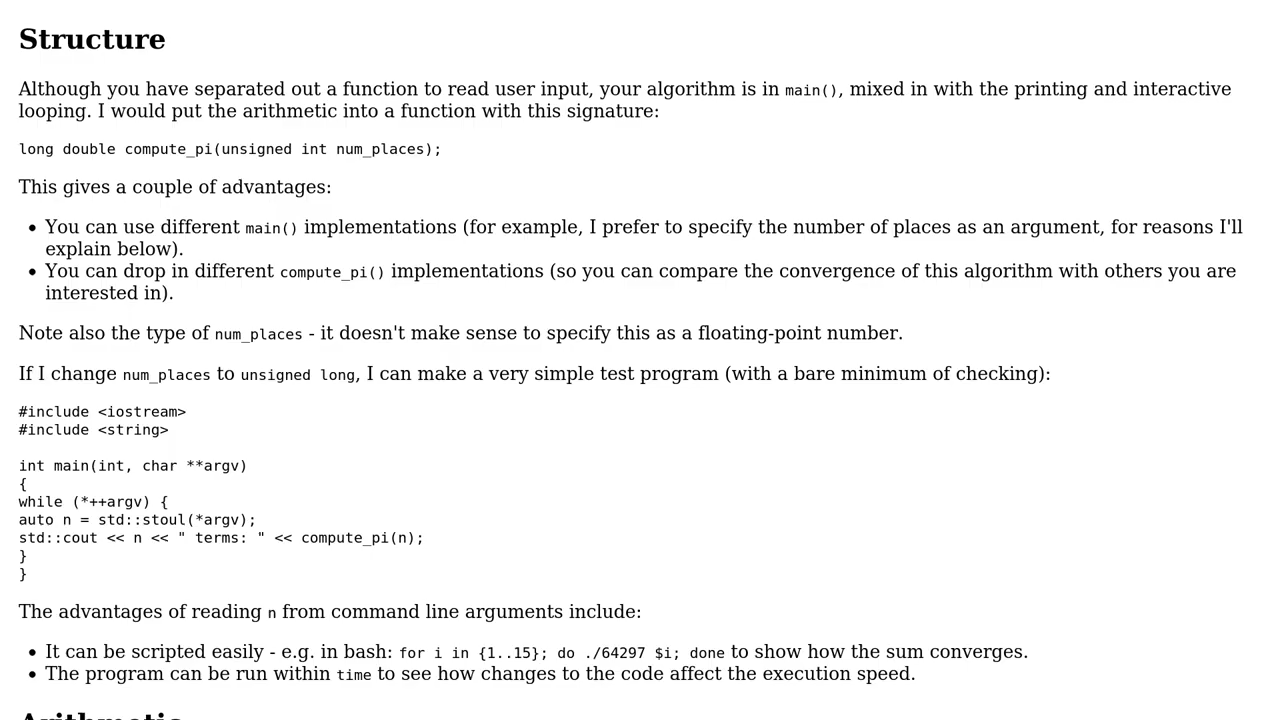 Structure
Although you have separated out a function to read user input, your algorithm is in main(), mixed in with the printing and interactive
looping. I would put the arithmetic into a function with this signature:
long double compute_pi(unsigned int num_places);
This gives a couple of advantages:
• You can use different main() implementations (for example, I prefer to specify the number of places as an argument, for reasons I'll
explain below).
• You can drop in different compute_pi() implementations (so you can compare the convergence of this algorithm with others you are
interested in).
Note also the type of num_places - it doesn't make sense to specify this as a floating-point number.
If I change num_places to unsigned long, I can make a very simple test program (with a bare minimum of checking):
#include <iostream>
#include <string>
int main(int, char **argv)
{
while (*++argv) {
auto n = std::stoul(*argv);
std::cout << n << " terms: " << compute_pi(n);
}
}
The advantages of reading n from command line arguments include:
• It can be scripted easily - e.g. in bash: for i in {1..15}; do ./64297 $i; done to show how the sum converges.
• The program can be run within time to see how changes to the code affect the execution speed.
Arithmetic